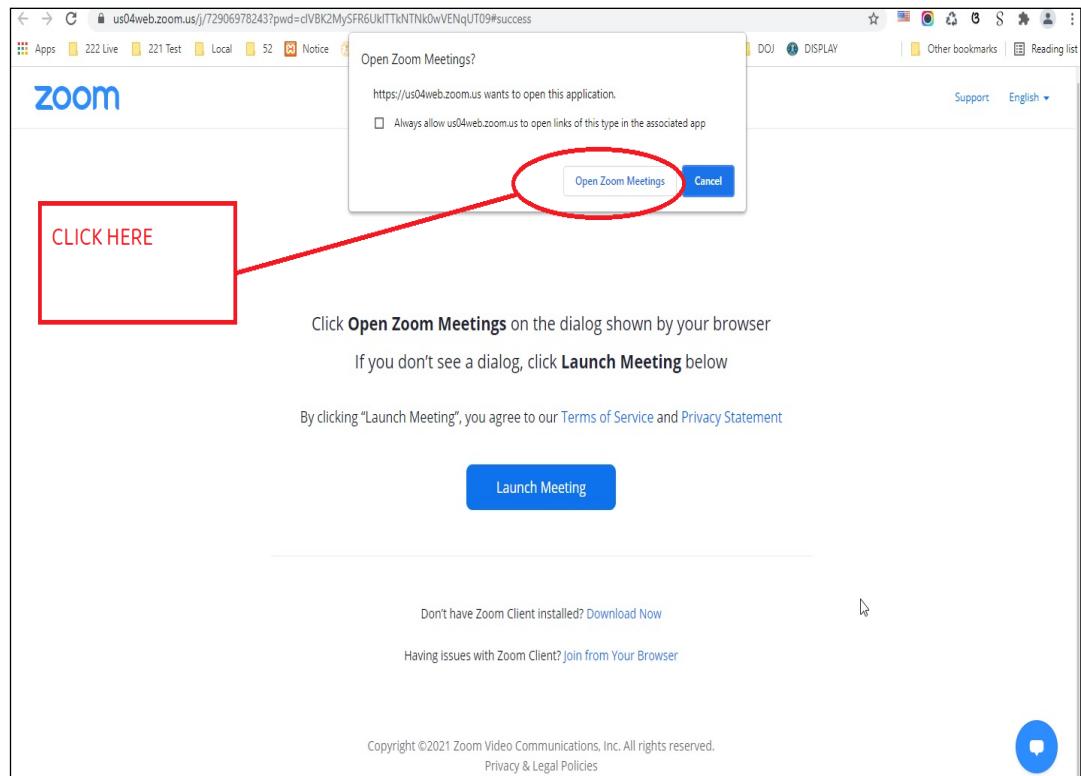 us04web.zoom.us/j/72906978243?pwd=clVBK2MySFR6UklTTkNTNk0wVENqUT09#success
Apps 222 Live 221 Test Local 52 Notice DOJ DISPLAY Other bookmarks Reading list
Open Zoom Meetings?
https://us04web.zoom.us wants to open this application.
Always allow us04web.zoom.us to open links of this type in the associated app
Open Zoom Meetings Cancel
zoom Support English
CLICK HERE
Click Open Zoom Meetings on the dialog shown by your browser
If you don't see a dialog, click Launch Meeting below
By clicking “Launch Meeting”, you agree to our Terms of Service and Privacy Statement
Launch Meeting
Don't have Zoom Client installed? Download Now
Having issues with Zoom Client? Join from Your Browser
Copyright ©2021 Zoom Video Communications, Inc. All rights reserved.
Privacy & Legal Policies